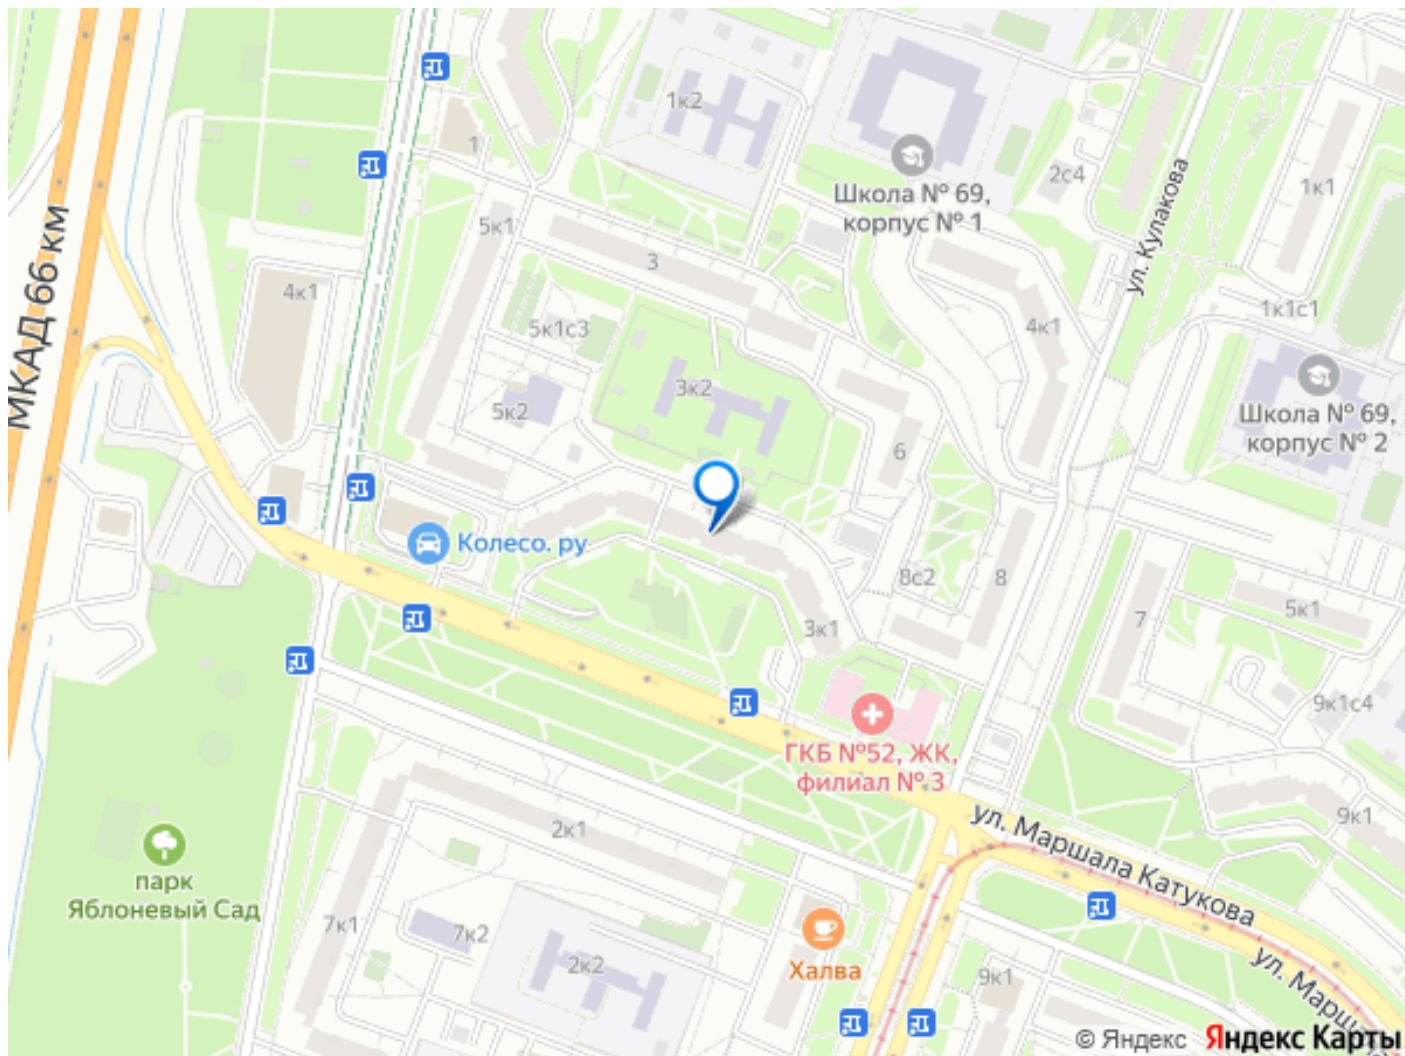 1к2
1
2с4
Школа № 69,
корпус № 1
1к1
ул. Кулакова
5к1
3
МКАД 66 км
4к1
5к1с3
4к1
1к1с1
3к2
5к2
Школа № 69,
корпус № 2
6
Колесо. ру
8с2
8
3к1
7
5к1
9к1с4
ГКБ №52, ЖК,
филиал № 3
2к1
ул. Маршала Катукова
9к1
парк
Яблоневый Сад
7к1
7к2
2к2
Халва
9к1
ул. Марш
© Яндекс Яндекс Карты